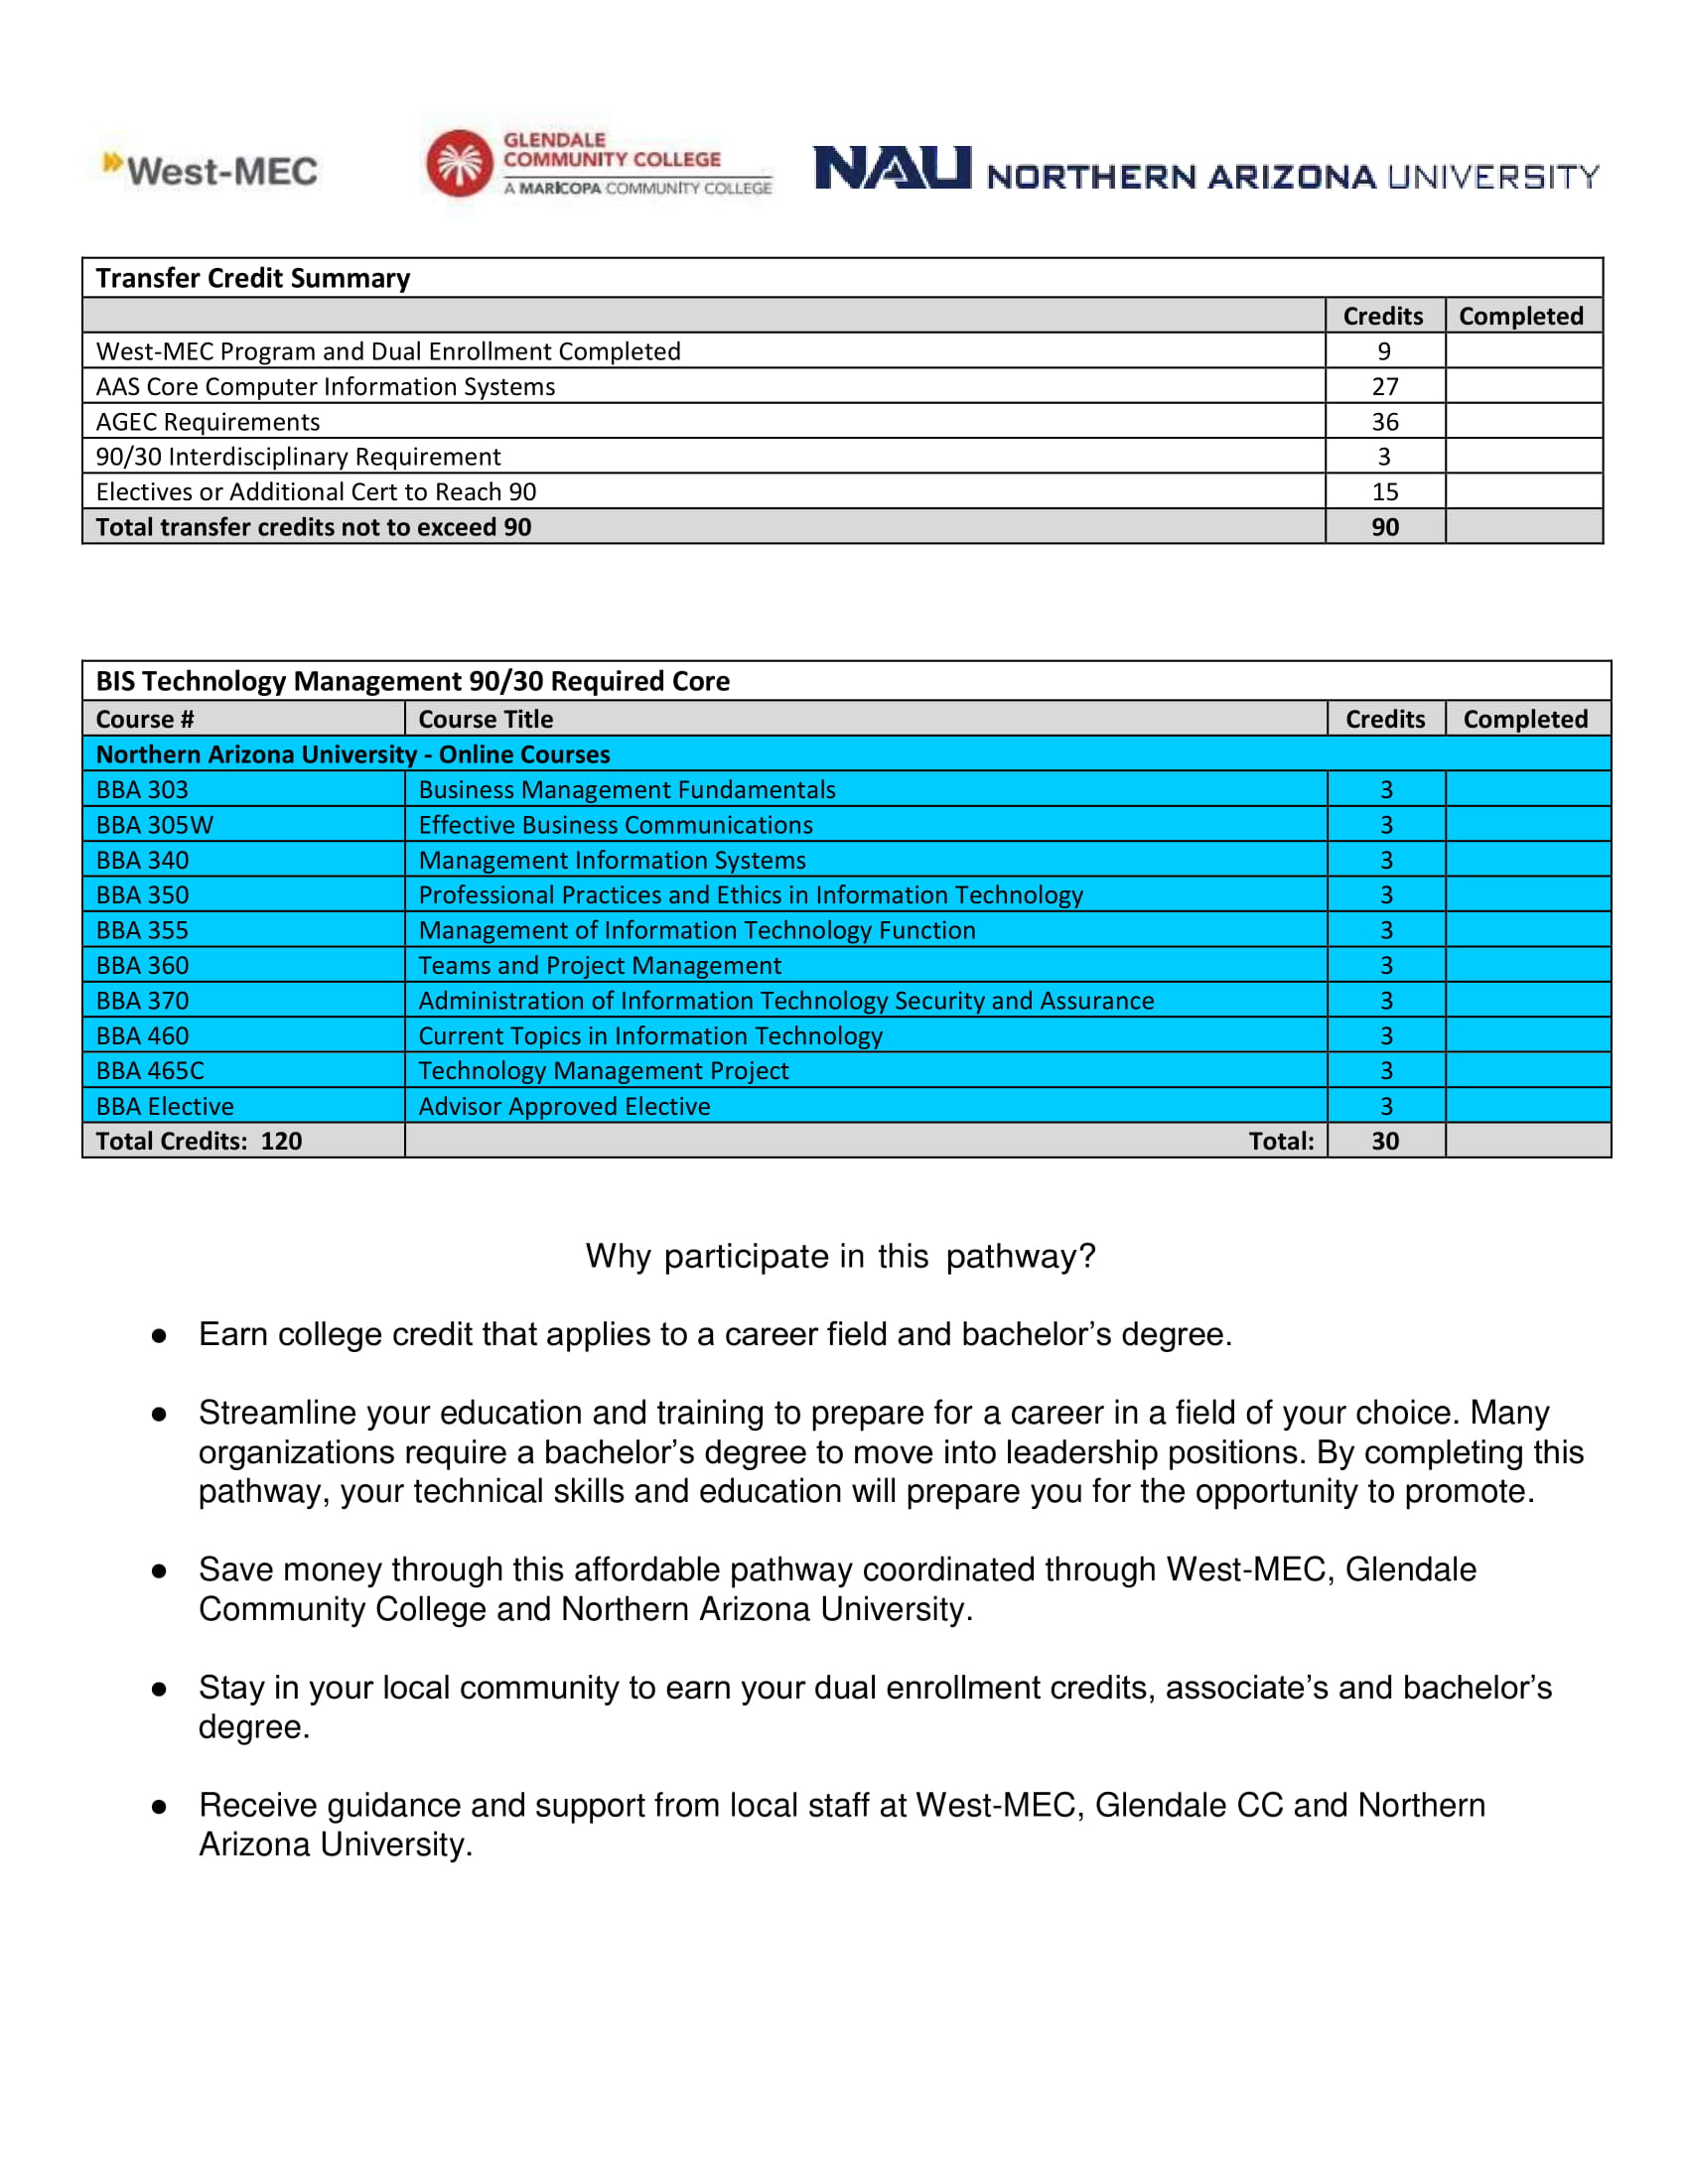 West-MEC
GLENDALE
COMMUNITY COLLEGE
A MARICOPA COMMUNITY COLLEGE
NAU NORTHERN ARIZONA UNIVERSITY
Transfer Credit Summary
Credits Completed
West-MEC Program and Dual Enrollment Completed 9
AAS Core Computer Information Systems 27
AGEC Requirements 36
90/30 Interdisciplinary Requirement 3
Electives or Additional Cert to Reach 90 15
Total transfer credits not to exceed 90 90
BIS Technology Management 90/30 Required Core
Course # Course Title Credits Completed
Northern Arizona University - Online Courses
BBA 303 Business Management Fundamentals 3
BBA 305W Effective Business Communications 3
BBA 340 Management Information Systems 3
BBA 350 Professional Practices and Ethics in Information Technology 3
BBA 355 Management of Information Technology Function 3
BBA 360 Teams and Project Management 3
BBA 370 Administration of Information Technology Security and Assurance 3
BBA 460 Current Topics in Information Technology 3
BBA 465C Technology Management Project 3
BBA Elective Advisor Approved Elective 3
Total Credits: 120 Total: 30
Why participate in this pathway?
● Earn college credit that applies to a career field and bachelor’s degree.
● Streamline your education and training to prepare for a career in a field of your choice. Many
organizations require a bachelor’s degree to move into leadership positions. By completing this
pathway, your technical skills and education will prepare you for the opportunity to promote.
● Save money through this affordable pathway coordinated through West-MEC, Glendale
Community College and Northern Arizona University.
● Stay in your local community to earn your dual enrollment credits, associate’s and bachelor’s
degree.
● Receive guidance and support from local staff at West-MEC, Glendale CC and Northern
Arizona University.